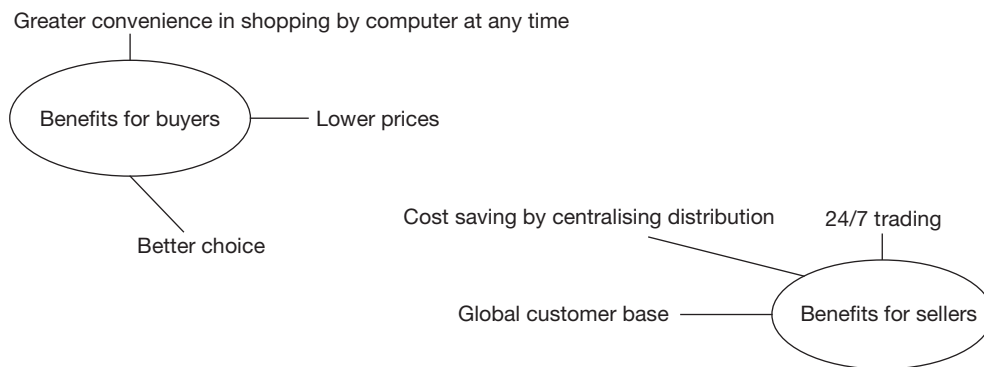 Greater convenience in shopping by computer at any time
Benefits for buyers
Lower prices
Better choice
Cost saving by centralising distribution
24/7 trading
Global customer base
Benefits for sellers